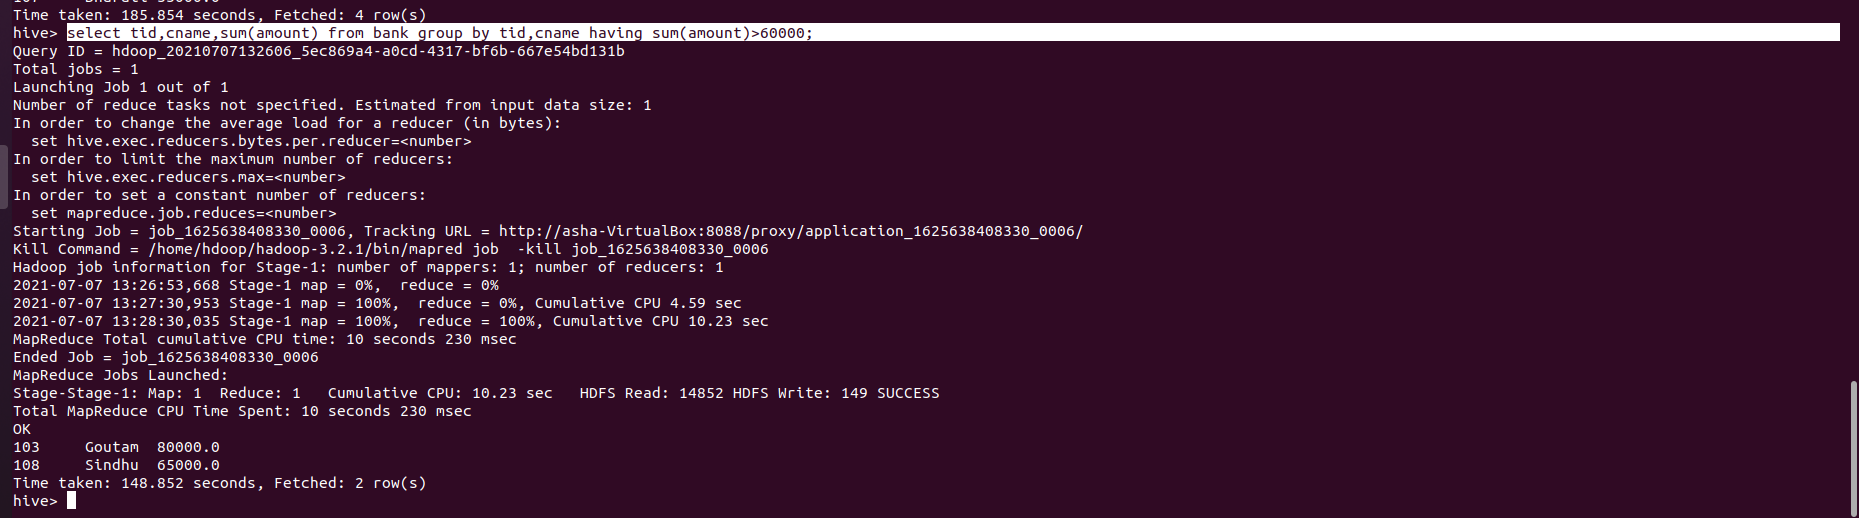 Time taken: 185.854 seconds, Fetched: 4 row(s)
hive> select tid,cname,sum(amount) from bank group by tid,cname having sum(amount)>60000;
Query ID = hdoop_20210707132606_5ec869a4-a0cd-4317-bf6b-667e54bd131b
Total jobs = 1
Launching Job 1 out of 1
Number of reduce tasks not specified. Estimated from input data size: 1
In order to change the average load for a reducer (in bytes):
  set hive.exec.reducers.bytes.per.reducer=<number>
In order to limit the maximum number of reducers:
  set hive.exec.reducers.max=<number>
In order to set a constant number of reducers:
  set mapreduce.job.reduces=<number>
Starting Job = job_1625638408330_0006, Tracking URL = http://asha-VirtualBox:8088/proxy/application_1625638408330_0006/
Kill Command = /home/hdoop/hadoop-3.2.1/bin/mapred job  -kill job_1625638408330_0006
Hadoop job information for Stage-1: number of mappers: 1; number of reducers: 1
2021-07-07 13:26:53,668 Stage-1 map = 0%,  reduce = 0%
2021-07-07 13:27:30,953 Stage-1 map = 100%,  reduce = 0%, Cumulative CPU 4.59 sec
2021-07-07 13:28:30,035 Stage-1 map = 100%,  reduce = 100%, Cumulative CPU 10.23 sec
MapReduce Total cumulative CPU time: 10 seconds 230 msec
Ended Job = job_1625638408330_0006
MapReduce Jobs Launched:
Stage-Stage-1: Map: 1  Reduce: 1   Cumulative CPU: 10.23 sec   HDFS Read: 14852 HDFS Write: 149 SUCCESS
Total MapReduce CPU Time Spent: 10 seconds 230 msec
OK
103     Goutam  80000.0
108     Sindhu  65000.0
Time taken: 148.852 seconds, Fetched: 2 row(s)
hive>